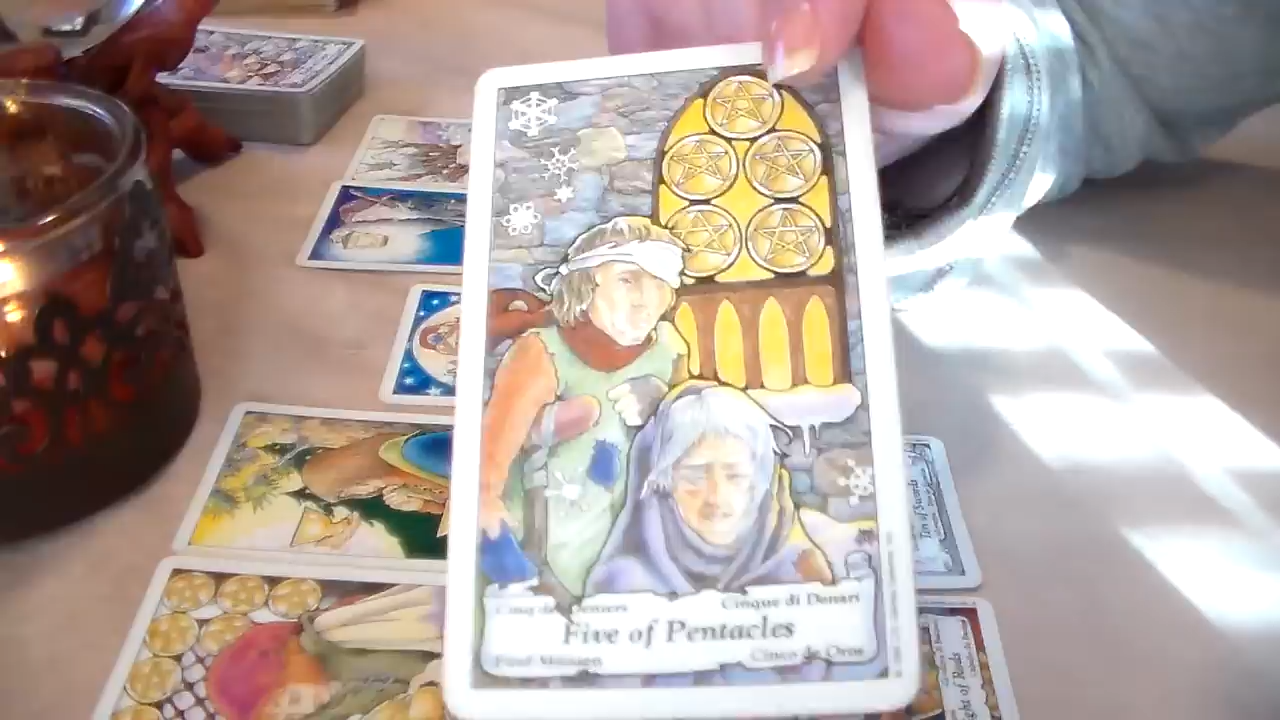 Cinq de Deniers
Cinque di Denari
Five of Pentacles
Fünf Münzen
Cinco de Oros
Ten of Swords
ight of Rods